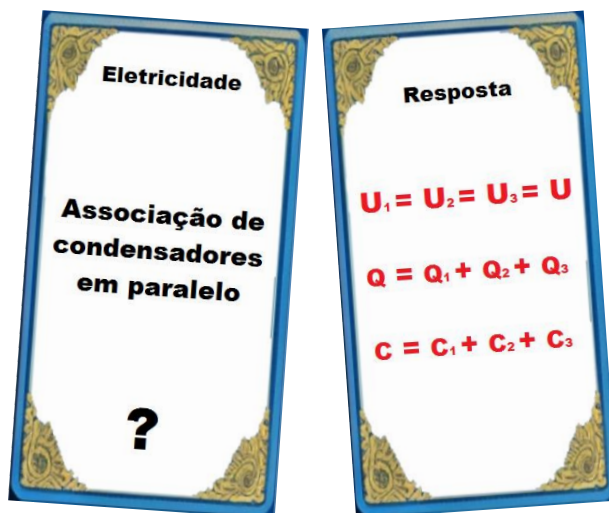 Eletricidade
Associação de
condensadores
em paralelo
?
Resposta
U₁ = U₂ = U₃ = U
Q = Q₁ + Q₂ + Q₃
C = C₁ + C₂ + C₃